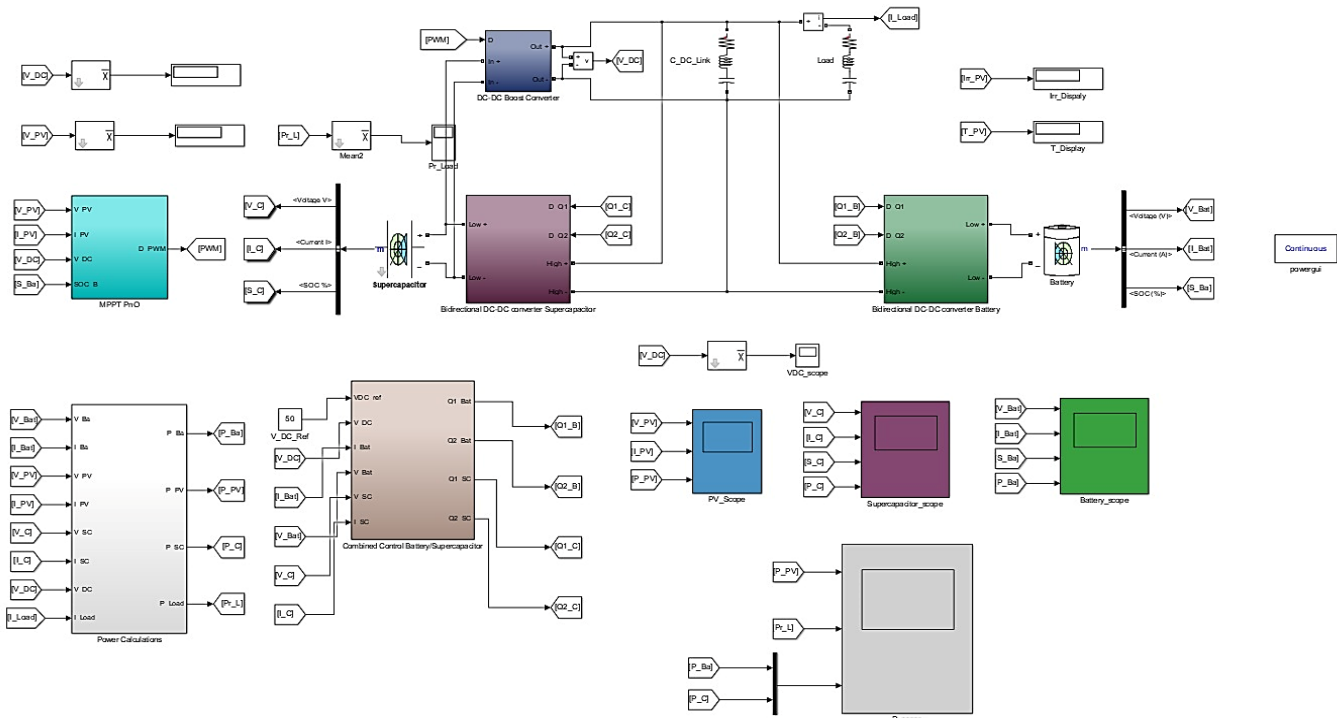 [V_DC]
X
[V_PV]
X
[Pr_L]
X
Mean2
Pr_Load
[PWM]
D
In +
In -
Out +
Out -
DC-DC Boost Converter
v
[V_DC]
C_DC_Link
+
-
i
[I_Load]
Load
[Irr_PV]
Irr_Dispaly
[T_PV]
T_Display
[V_PV]
[I_PV]
[V_DC]
[S_Ba]
V PV
I PV
V DC
SOC B
D PWM
MPPT PnO
[PWM]
[V_C]
[I_C]
[S_C]
<Voltage V>
<Current I>
<SOC %>
m
+
-
Supercapacitor
Low +
Low -
D Q1
D Q2
High +
High -
Bidirectional DC-DC converter Supercapacitor
[Q1_C]
[Q2_C]
[Q1_B]
[Q2_B]
D Q1
D Q2
High +
High -
Low +
Low -
Bidirectional DC-DC converter Battery
+
-
m
Battery
<Voltage (V)>
<Current (A)>
<SOC (%)>
[V_Bat]
[I_Bat]
[S_Ba]
Continuous
powergui
[V_DC]
X
VDC_scope
[V_Bat]
[I_Bat]
[V_PV]
[I_PV]
[V_C]
[I_C]
[V_DC]
[I_Load]
V Ba
I Ba
V PV
I PV
V SC
I SC
V DC
I Load
P Ba
P PV
P SC
P Load
Power Calculations
[P_Ba]
[P_PV]
[P_C]
[Pr_L]
50
V_DC_Ref
[V_DC]
[I_Bat]
[V_Bat]
[V_C]
[I_C]
VDC ref
V DC
I Bat
V Bat
V SC
I SC
Q1 Bat
Q2 Bat
Q1 SC
Q2 SC
Combined Control Battery/Supercapacitor
[Q1_B]
[Q2_B]
[Q1_C]
[Q2_C]
[V_PV]
[I_PV]
[P_PV]
PV_Scope
[V_C]
[I_C]
[S_C]
[P_C]
Supercapacitor_scope
[V_Bat]
[I_Bat]
[S_Ba]
[P_Ba]
Battery_scope
[P_PV]
[Pr_L]
[P_Ba]
[P_C]